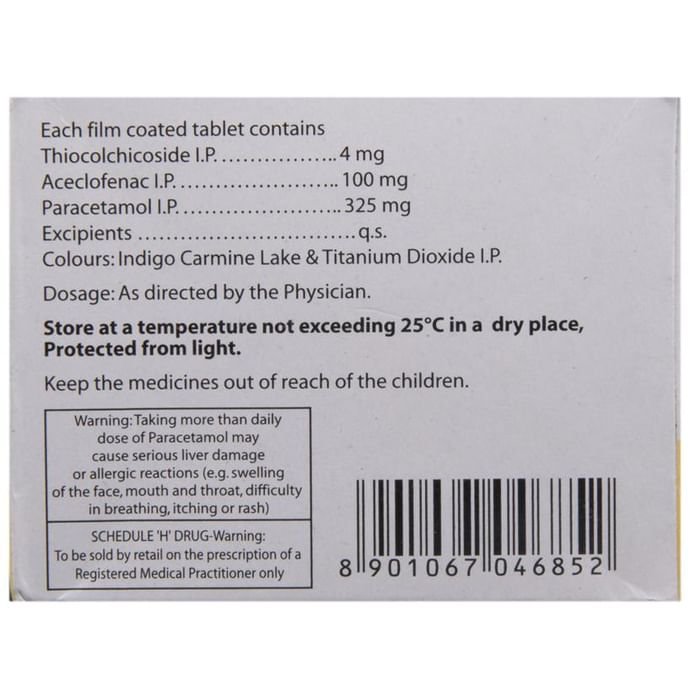 Each film coated tablet contains
Thiocolchicoside I.P.................. 4 mg
Aceclofenac I.P........................ 100 mg
Paracetamol I.P........................ 325 mg
Excipients ..............................q.s.
Colours: Indigo Carmine Lake & Titanium Dioxide I.P.
Dosage: As directed by the Physician.
Store at a temperature not exceeding 25°C in a dry place,
Protected from light.
Keep the medicines out of reach of the children.
Warning: Taking more than daily
dose of Paracetamol may
cause serious liver damage
or allergic reactions (e.g. swelling
of the face, mouth and throat, difficulty
in breathing, itching or rash)
SCHEDULE 'H' DRUG-Warning:
To be sold by retail on the prescription of a
Registered Medical Practitioner only
8 901067 046852